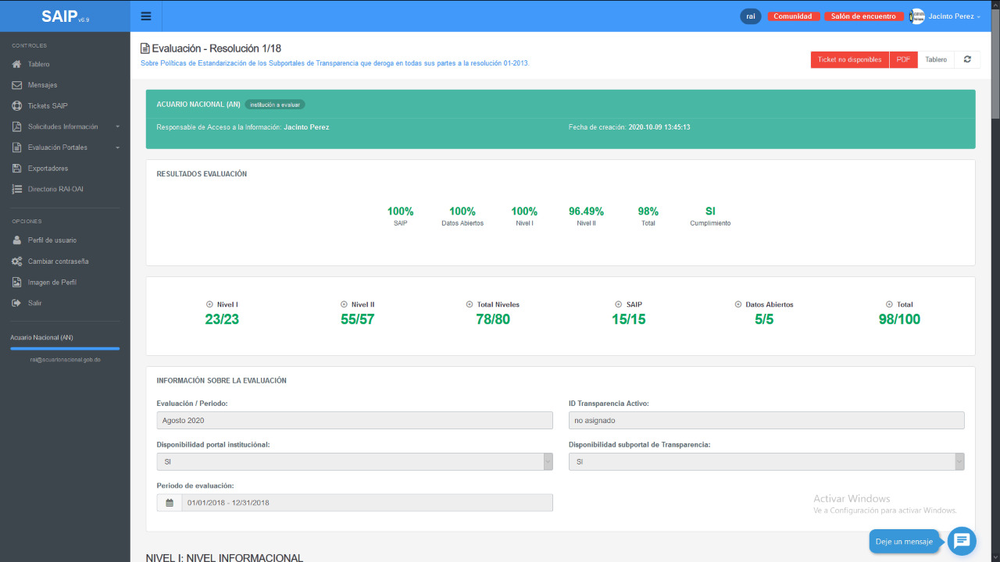 SAIP v6.9
rai Comunidad Salón de encuentro Jacinto Perez
CONTROLES
Tablero
Mensajes
Tickets SAIP
Solicitudes Información
Evaluación Portales
Exportadores
Directorio RAI-OAI
OPCIONES
Perfil de usuario
Cambiar contraseña
Imagen de Perfil
Salir
Acuario Nacional (AN)
rai@acuarionacional.gob.do
Evaluación - Resolución 1/18
Sobre Políticas de Estandarización de los Subportales de Transparencia que deroga en todas sus partes a la resolución 01-2013.
Ticket no disponibles PDF Tablero
ACUARIO NACIONAL (AN) institución a evaluar
Responsable de Acceso a la Información: Jacinto Perez Fecha de creación: 2020-10-09 13:45:13
RESULTADOS EVALUACIÓN
100% 100% 100% 96.49% 98% SI
SAIP Datos Abiertos Nivel I Nivel II Total Cumplimiento
Nivel I Nivel II Total Niveles SAIP Datos Abiertos Total
23/23 55/57 78/80 15/15 5/5 98/100
INFORMACIÓN SOBRE LA EVALUACIÓN
Evaluación / Periodo: ID Transparencia Activo:
Agosto 2020 no asignado
Disponibilidad portal instituciónal: Disponibilidad subportal de Transparencia:
SI SI
Periodo de evaluación:
01/01/2018 - 12/31/2018
Activar Windows
Ve a Configuración para activar Windows.
Deje un mensaje
NIVEL I: NIVEL INFORMACIONAL